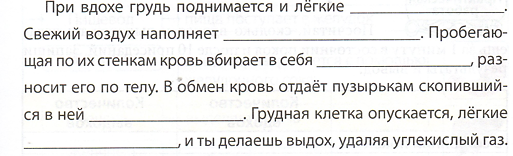 При вдохе грудь поднимается и лёгкие _______________.
Свежий воздух наполняет ____________________. Пробегаю-
щая по их стенкам кровь вбирает в себя ________________, раз-
носит его по телу. В обмен кровь отдаёт пузырькам скопивший-
ся в ней ________________. Грудная клетка опускается, лёгкие
________________, и ты делаешь выдох, удаляя углекислый газ.